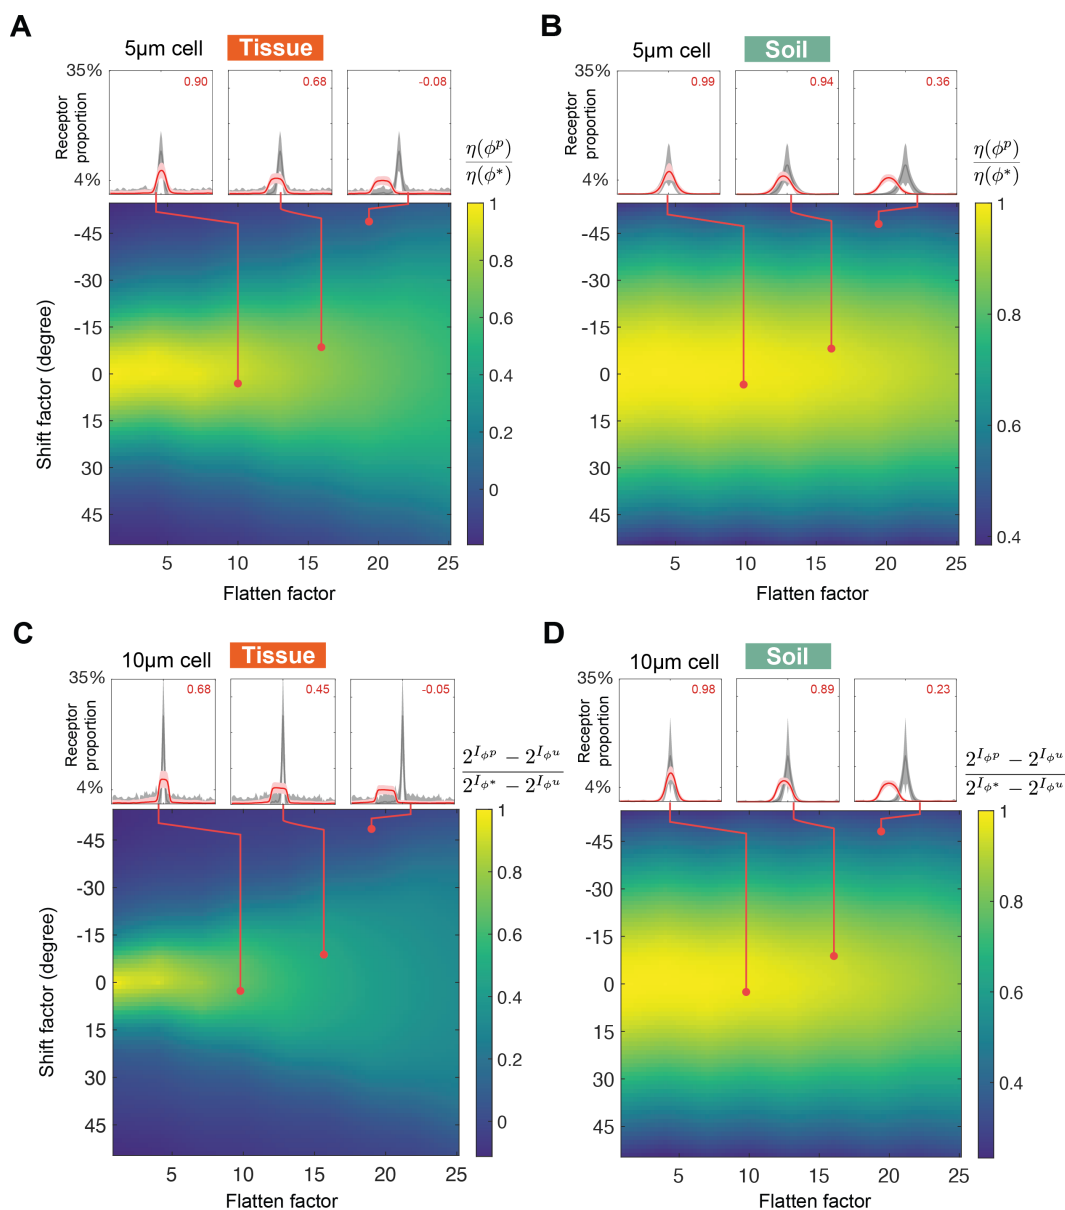 A
5μm cell
Tissue
35%
4%
Receptor
proportion
0.90
0.68
-0.08
η(ϕᵖ)
η(ϕ*)
-45
-30
-15
0
15
30
45
Shift factor (degree)
5
10
15
20
25
Flatten factor
1
0.8
0.6
0.4
0.2
0
B
5μm cell
Soil
35%
4%
Receptor
proportion
0.99
0.94
0.36
η(ϕᵖ)
η(ϕ*)
-45
-30
-15
0
15
30
45
5
10
15
20
25
Flatten factor
1
0.8
0.6
0.4
C
10μm cell
Tissue
35%
4%
Receptor
proportion
0.68
0.45
-0.05
2^{I_{ϕ^p}} − 2^{I_{ϕ^u}}
2^{I_{ϕ^*}} − 2^{I_{ϕ^u}}
-45
-30
-15
0
15
30
45
Shift factor (degree)
5
10
15
20
25
Flatten factor
1
0.8
0.6
0.4
0.2
0
D
10μm cell
Soil
35%
4%
Receptor
proportion
0.98
0.89
0.23
2^{I_{ϕ^p}} − 2^{I_{ϕ^u}}
2^{I_{ϕ^*}} − 2^{I_{ϕ^u}}
-45
-30
-15
0
15
30
45
5
10
15
20
25
Flatten factor
1
0.8
0.6
0.4